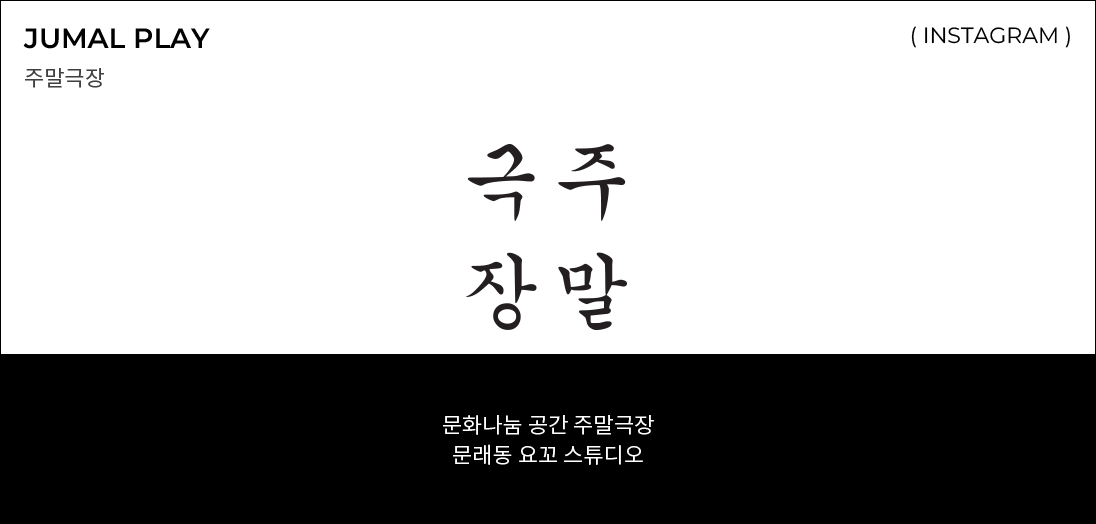 JUMAL PLAY
주말극장
( INSTAGRAM )
주말
극장
문화나눔 공간 주말극장
문래동 요꼬 스튜디오